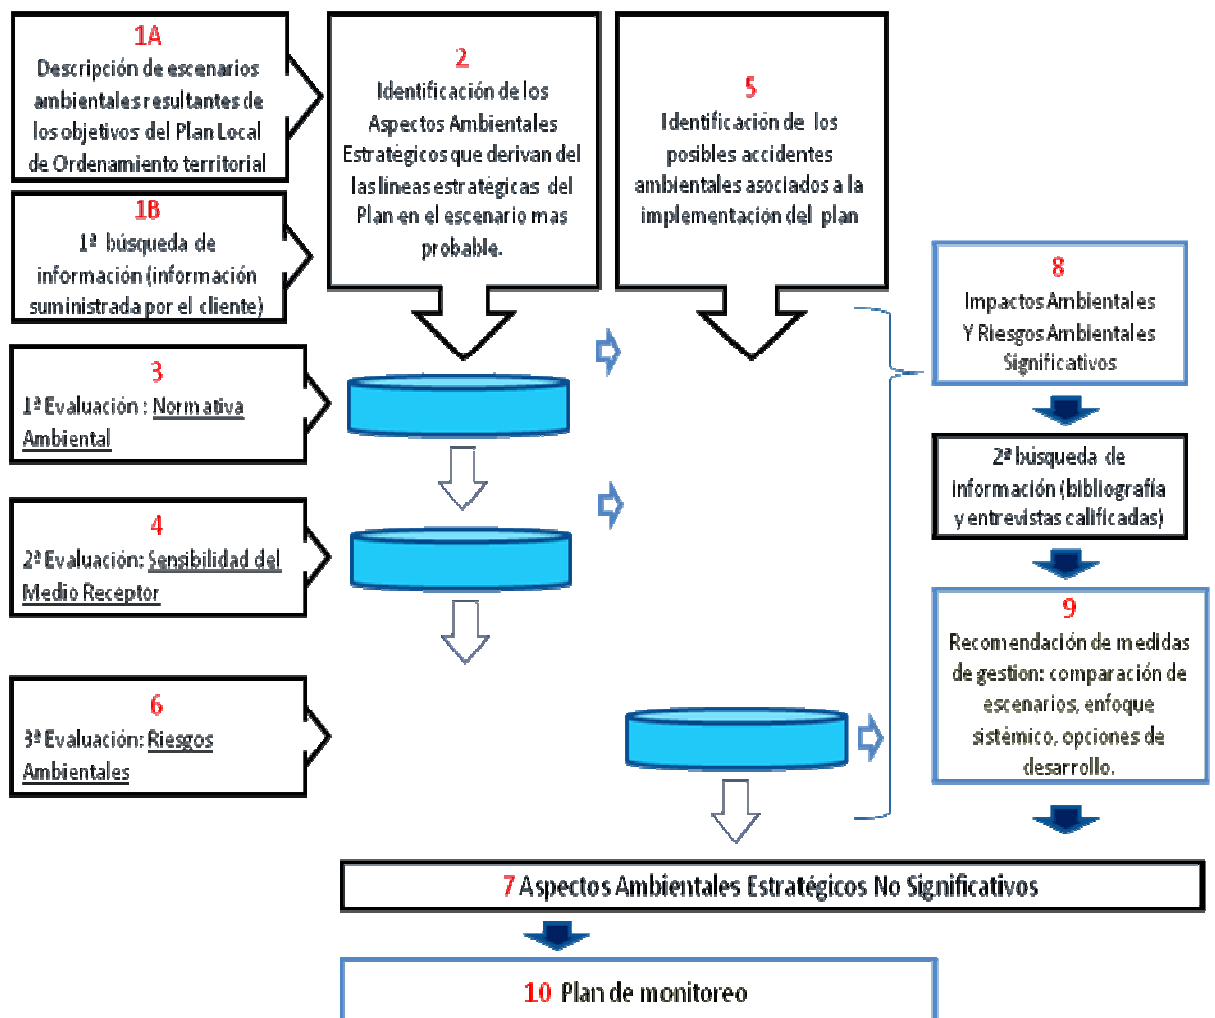 1A
Descripción de escenarios
ambientales resultantes de
los objetivos del Plan Local
de Ordenamiento territorial
1B
1ª búsqueda de
información (información
suministrada por el cliente)
2
Identificación de los
Aspectos Ambientales
Estratégicos que derivan del
las líneas estratégicas del
Plan en el escenario mas
probable.
5
Identificación de los
posibles accidentes
ambientales asociados a la
implementación del plan
3
1ª Evaluación : Normativa
Ambiental
4
2ª Evaluación: Sensibilidad del
Medio Receptor
6
3ª Evaluación: Riesgos
Ambientales
8
Impactos Ambientales
Y Riesgos Ambientales
Significativos
2ª búsqueda de
información (bibliografía
y entrevistas calificadas)
9
Recomendación de medidas
de gestion: comparación de
escenarios, enfoque
sistémico, opciones de
desarrollo.
7 Aspectos Ambientales Estratégicos No Significativos
10 Plan de monitoreo